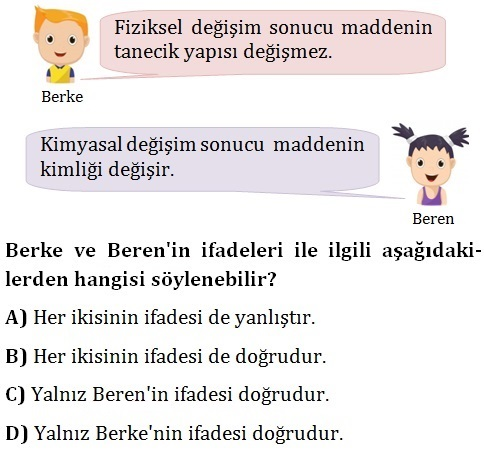 Fiziksel değişim sonucu maddenin
tanecik yapısı değişmez.
Berke
Kimyasal değişim sonucu maddenin
kimliği değişir.
Beren
Berke ve Beren'in ifadeleri ile ilgili aşağıdaki-
lerden hangisi söylenebilir?
A) Her ikisinin ifadesi de yanlıştır.
B) Her ikisinin ifadesi de doğrudur.
C) Yalnız Beren'in ifadesi doğrudur.
D) Yalnız Berke'nin ifadesi doğrudur.